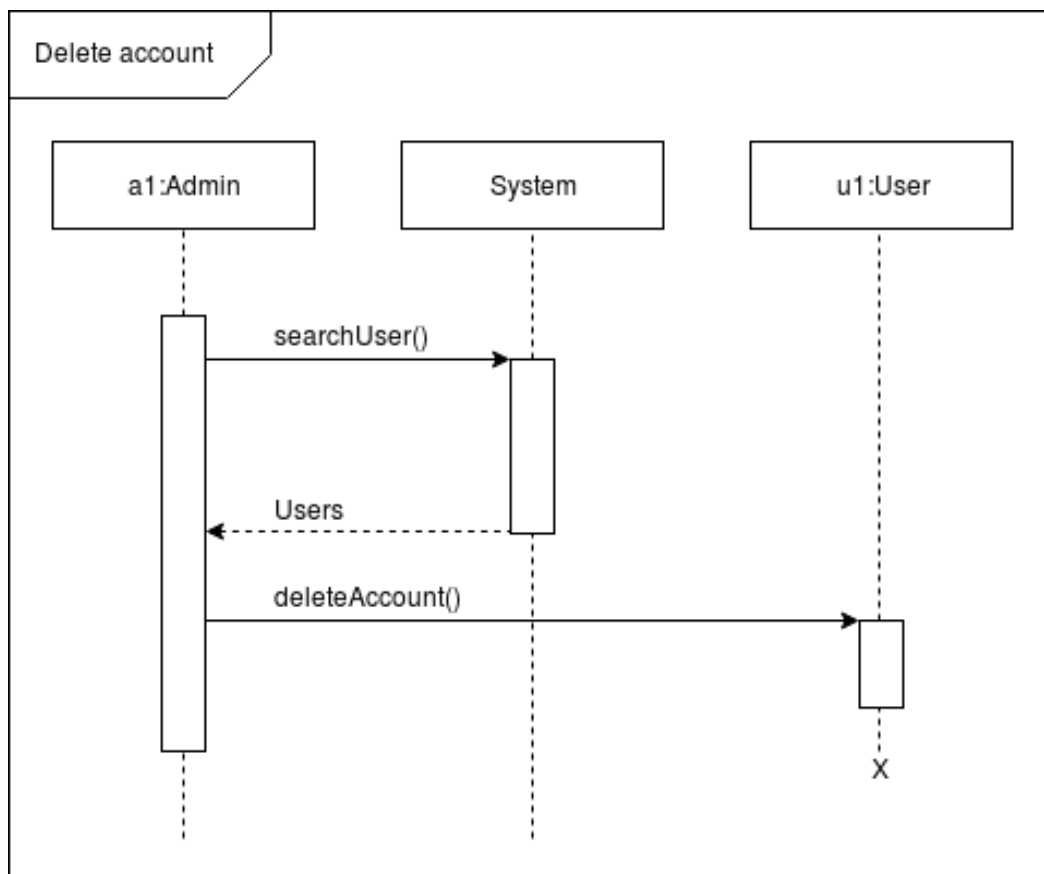 Delete account
a1:Admin
System
u1:User
searchUser()
Users
deleteAccount()
X